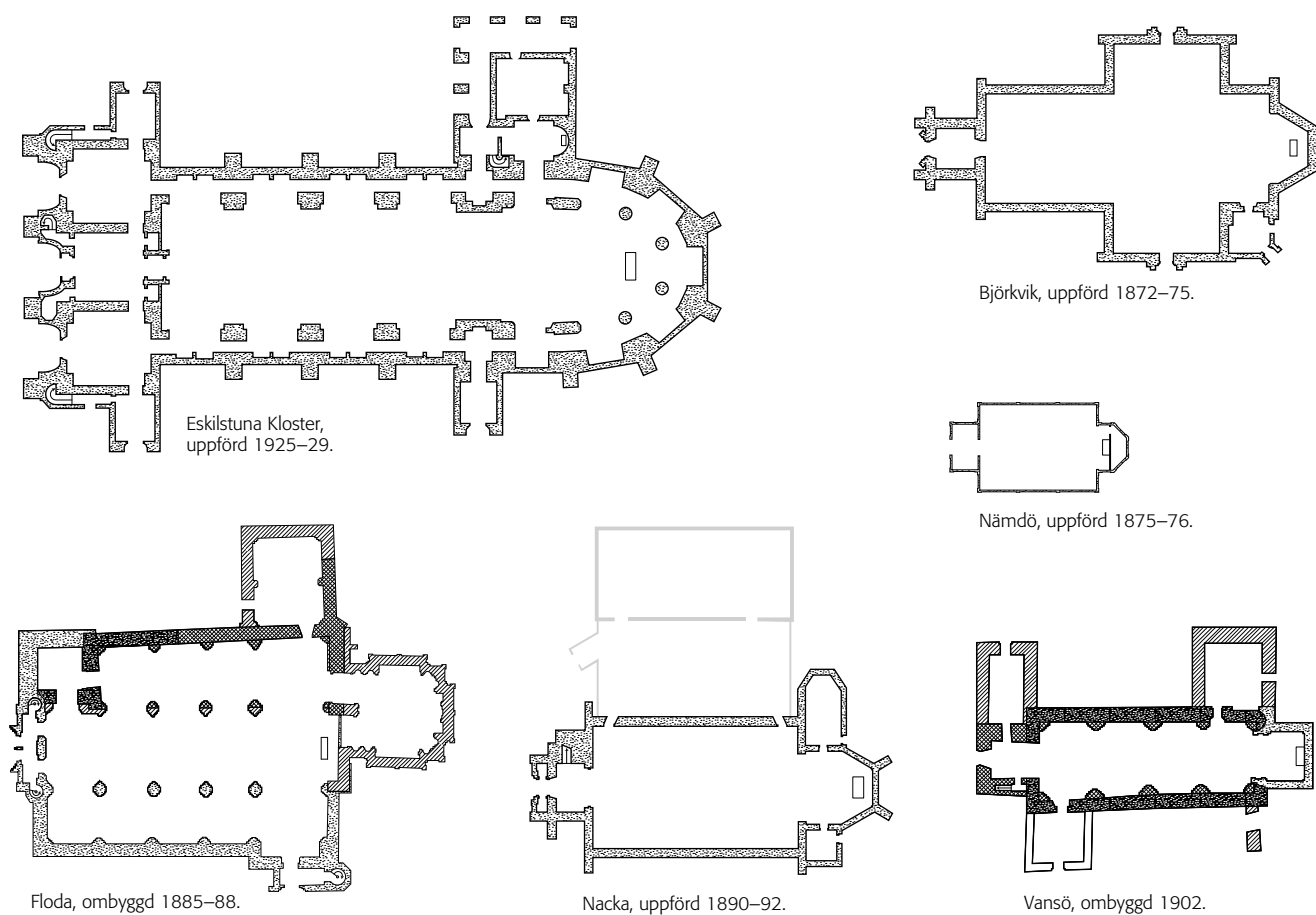 Eskilstuna Kloster,
uppförd 1925–29.
Björkvik, uppförd 1872–75.
Nämdö, uppförd 1875–76.
Floda, ombyggd 1885–88.
Nacka, uppförd 1890–92.
Vansö, ombyggd 1902.